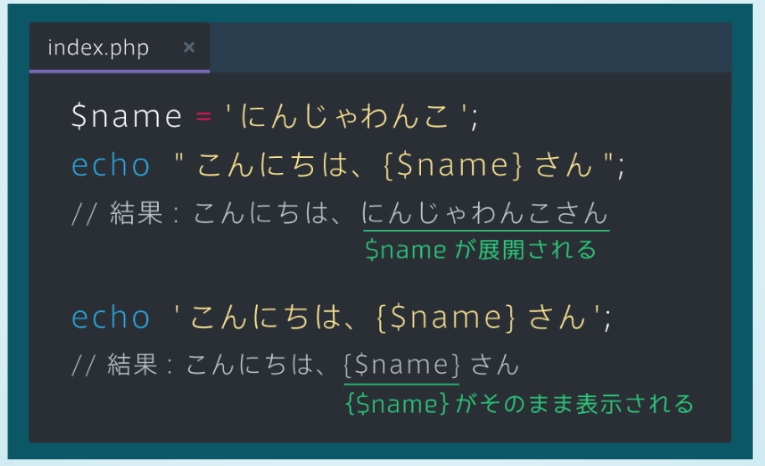 index.php ×
$name = 'にんじゃわんこ';
echo "こんにちは、{$name}さん";
// 結果：こんにちは、にんじゃわんこさん
$name が展開される
echo 'こんにちは、{$name}さん';
// 結果：こんにちは、{$name}さん
{$name}がそのまま表示される